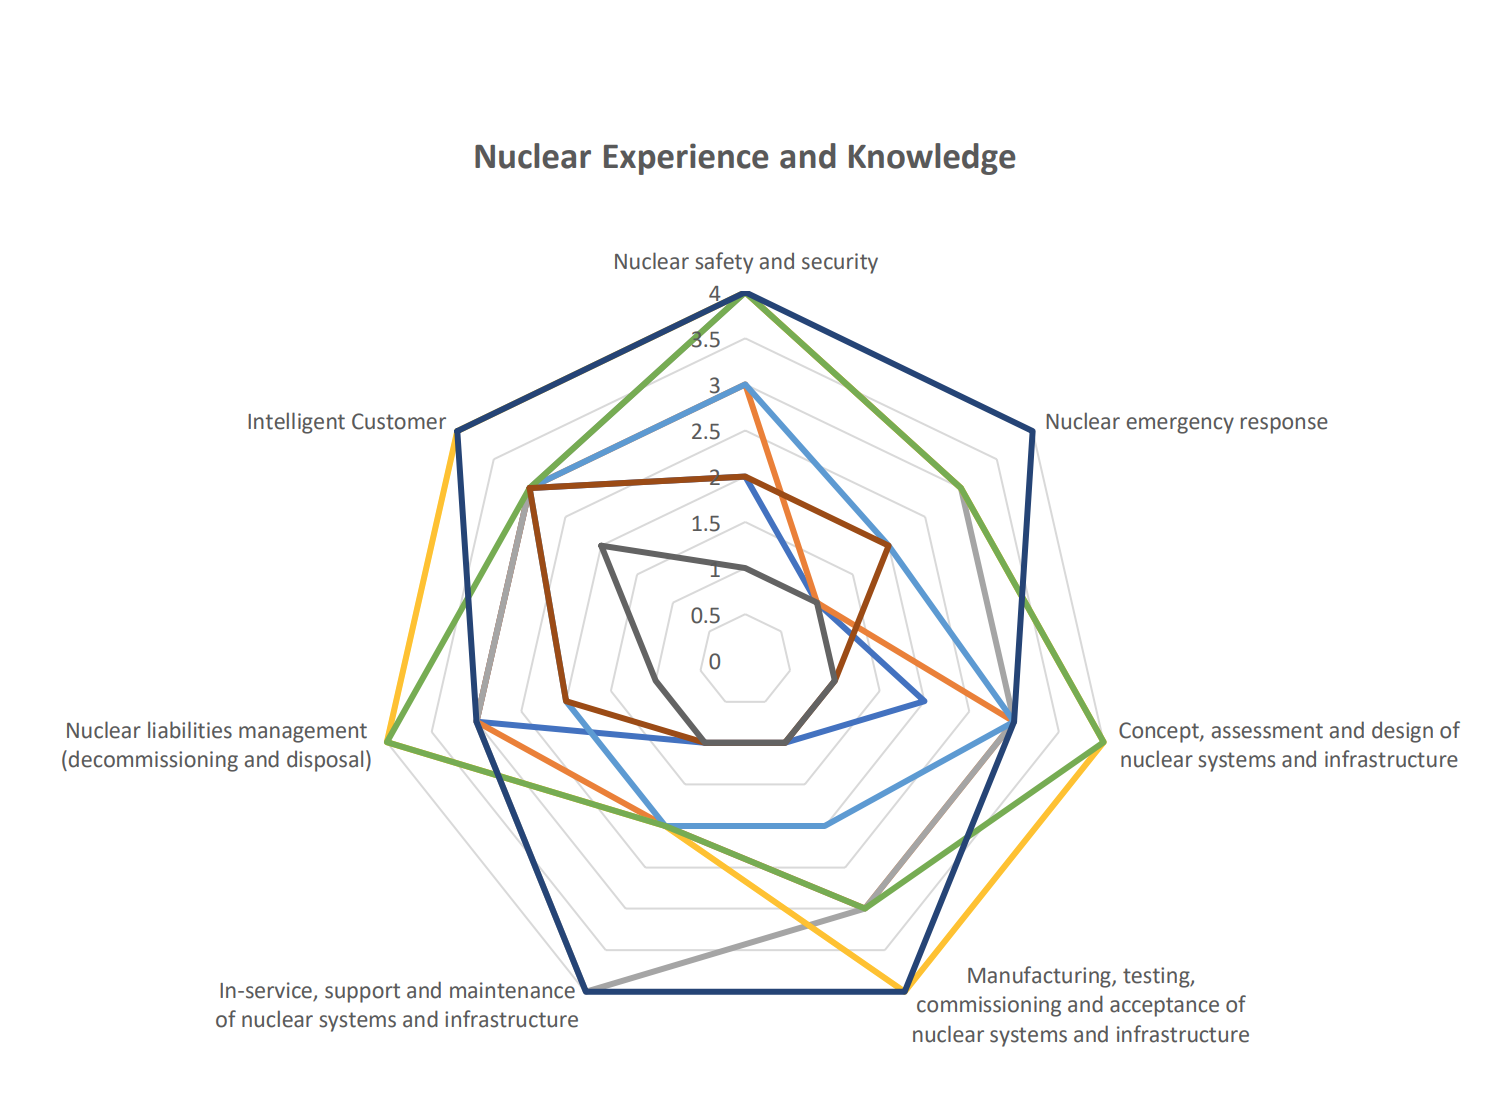 Nuclear Experience and Knowledge
Nuclear safety and security
4
3.5
3
2.5
2
1.5
1
0.5
0
Intelligent Customer
Nuclear emergency response
Nuclear liabilities management
(decommissioning and disposal)
Concept, assessment and design of
nuclear systems and infrastructure
In-service, support and maintenance
of nuclear systems and infrastructure
Manufacturing, testing,
commissioning and acceptance of
nuclear systems and infrastructure